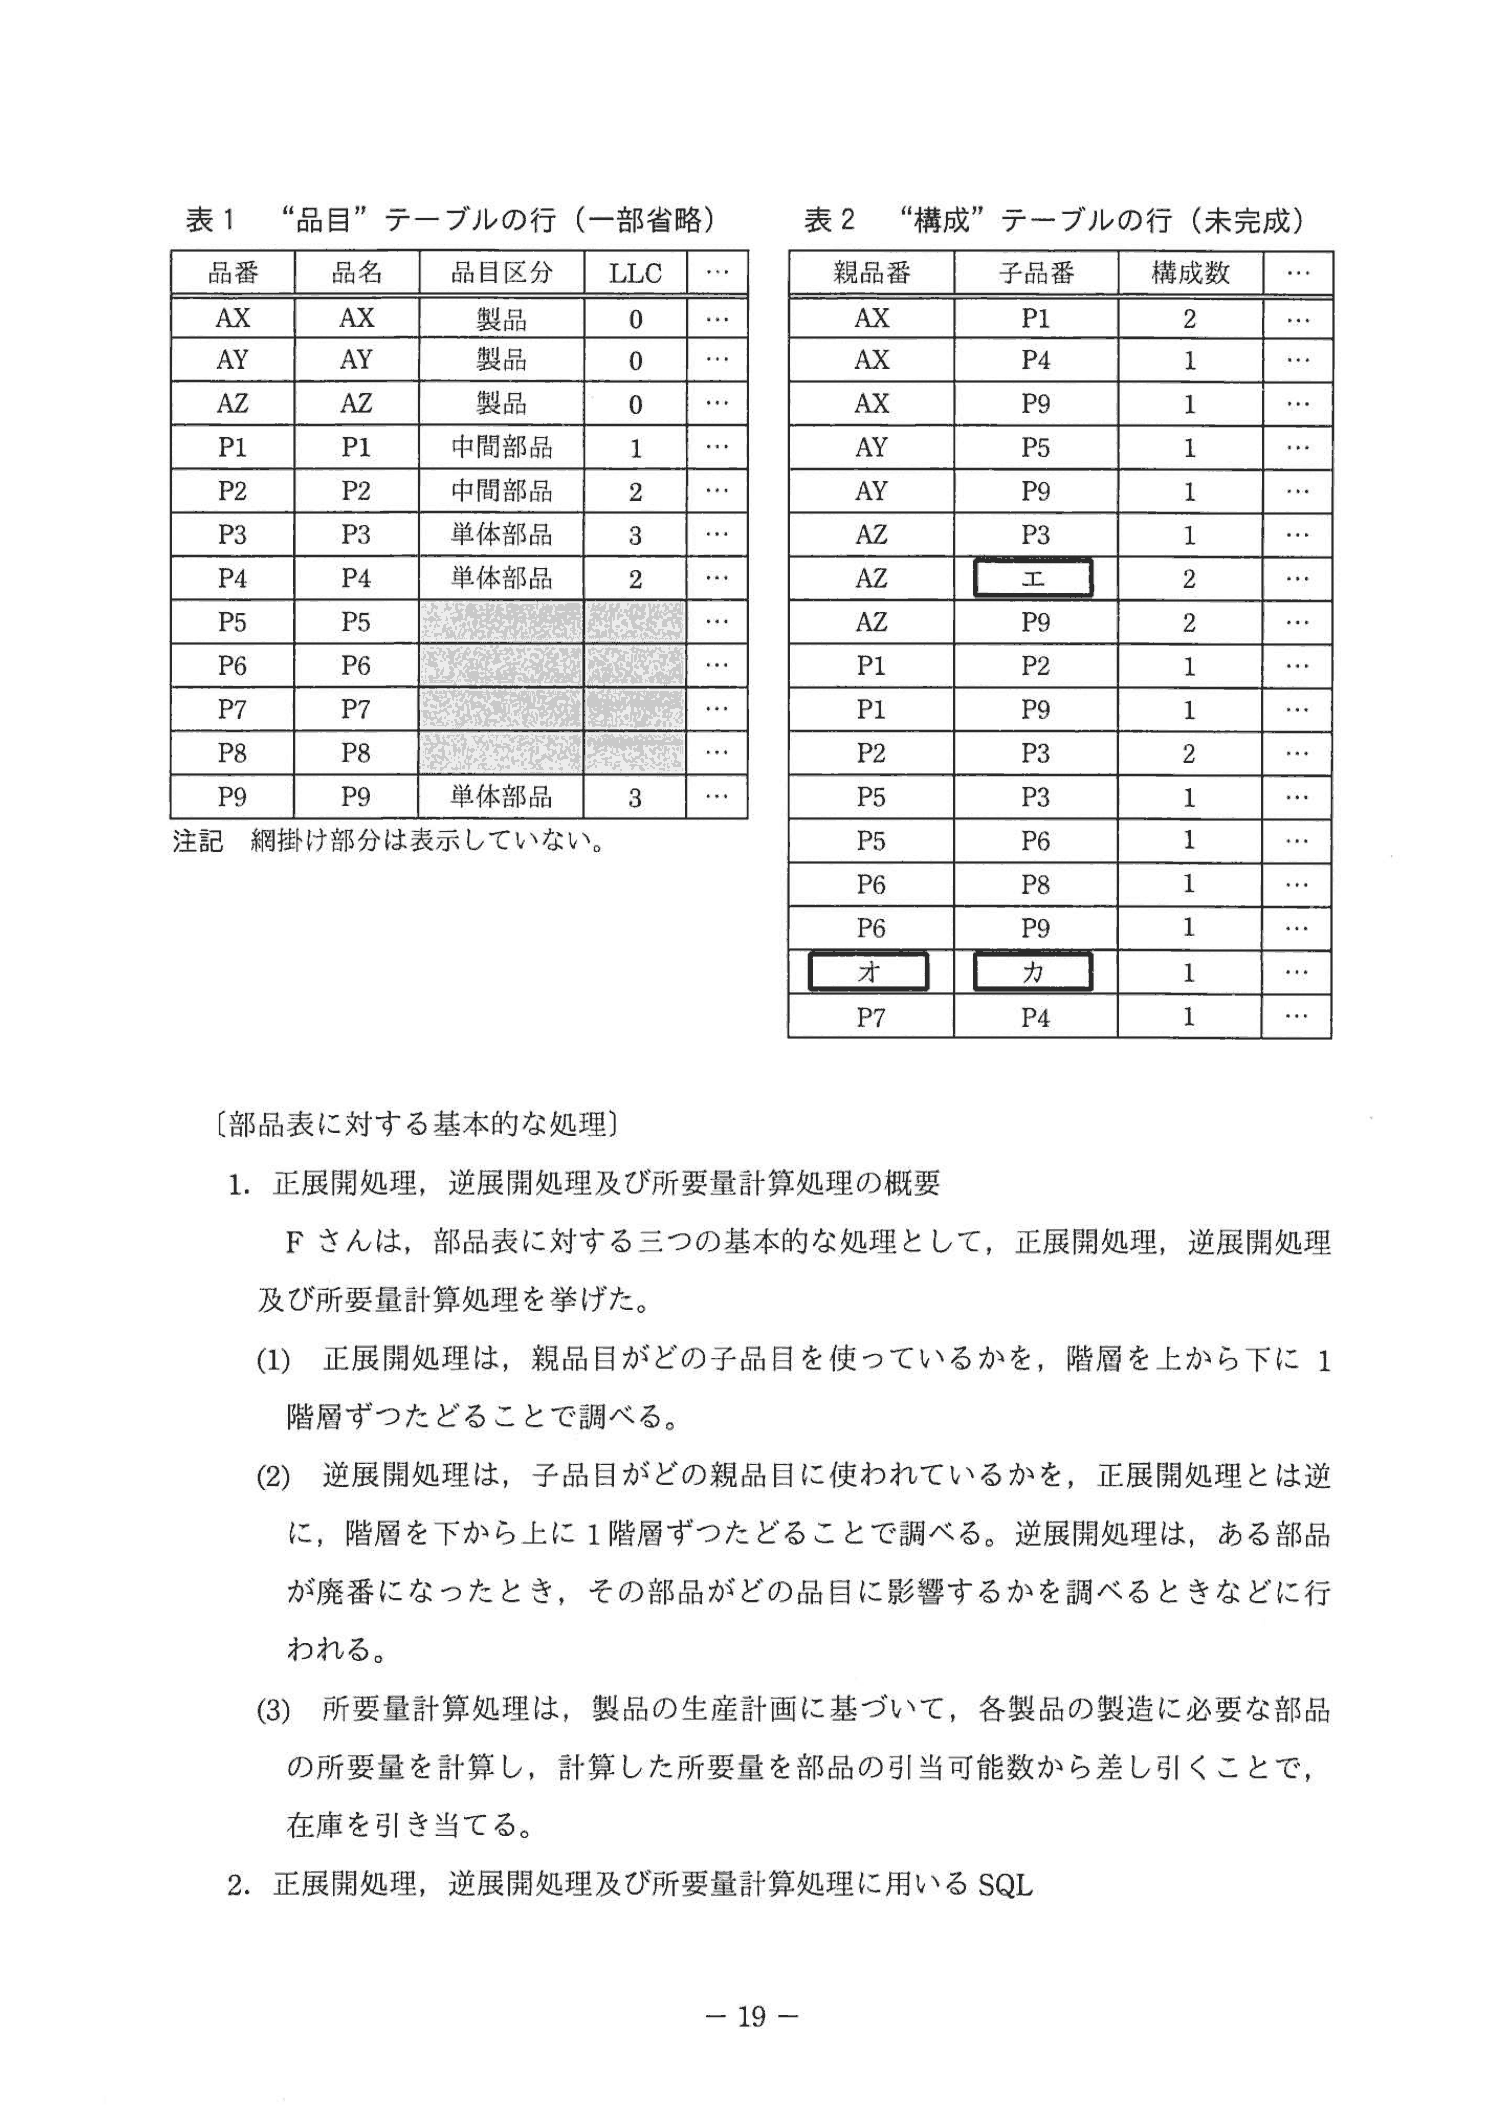 表1 “品目” テーブルの行（一部省略）
品番 品名 品目区分 LLC …
AX AX 製品 0 …
AY AY 製品 0 …
AZ AZ 製品 0 …
P1 P1 中間部品 1 …
P2 P2 中間部品 2 …
P3 P3 単体部品 3 …
P4 P4 単体部品 2 …
P5 P5 …
P6 P6 …
P7 P7 …
P8 P8 …
P9 P9 単体部品 3 …
注記 網掛け部分は表示していない。
表2 “構成” テーブルの行（未完成）
親品番 子品番 構成数 …
AX P1 2 …
AX P4 1 …
AX P9 1 …
AY P5 1 …
AY P9 1 …
AZ P3 1 …
AZ エ 2 …
AZ P9 2 …
P1 P2 1 …
P1 P9 1 …
P2 P3 2 …
P5 P3 1 …
P5 P6 1 …
P6 P8 1 …
P6 P9 1 …
オ カ 1 …
P7 P4 1 …
〔部品表に対する基本的な処理〕
1. 正展開処理，逆展開処理及び所要量計算処理の概要
F さんは，部品表に対する三つの基本的な処理として，正展開処理，逆展開処理
及び所要量計算処理を挙げた。
(1) 正展開処理は，親品目がどの子品目を使っているかを，階層を上から下に 1
階層ずつたどることで調べる。
(2) 逆展開処理は，子品目がどの親品目に使われているかを，正展開処理とは逆
に，階層を下から上に 1 階層ずつたどることで調べる。逆展開処理は，ある部品
が廃番になったとき，その部品がどの品目に影響するかを調べるときなどに行
われる。
(3) 所要量計算処理は，製品の生産計画に基づいて，各製品の製造に必要な部品
の所要量を計算し，計算した所要量を部品の引当可能数から差し引くことで，
在庫を引き当てる。
2. 正展開処理，逆展開処理及び所要量計算処理に用いる SQL
－ 19 －